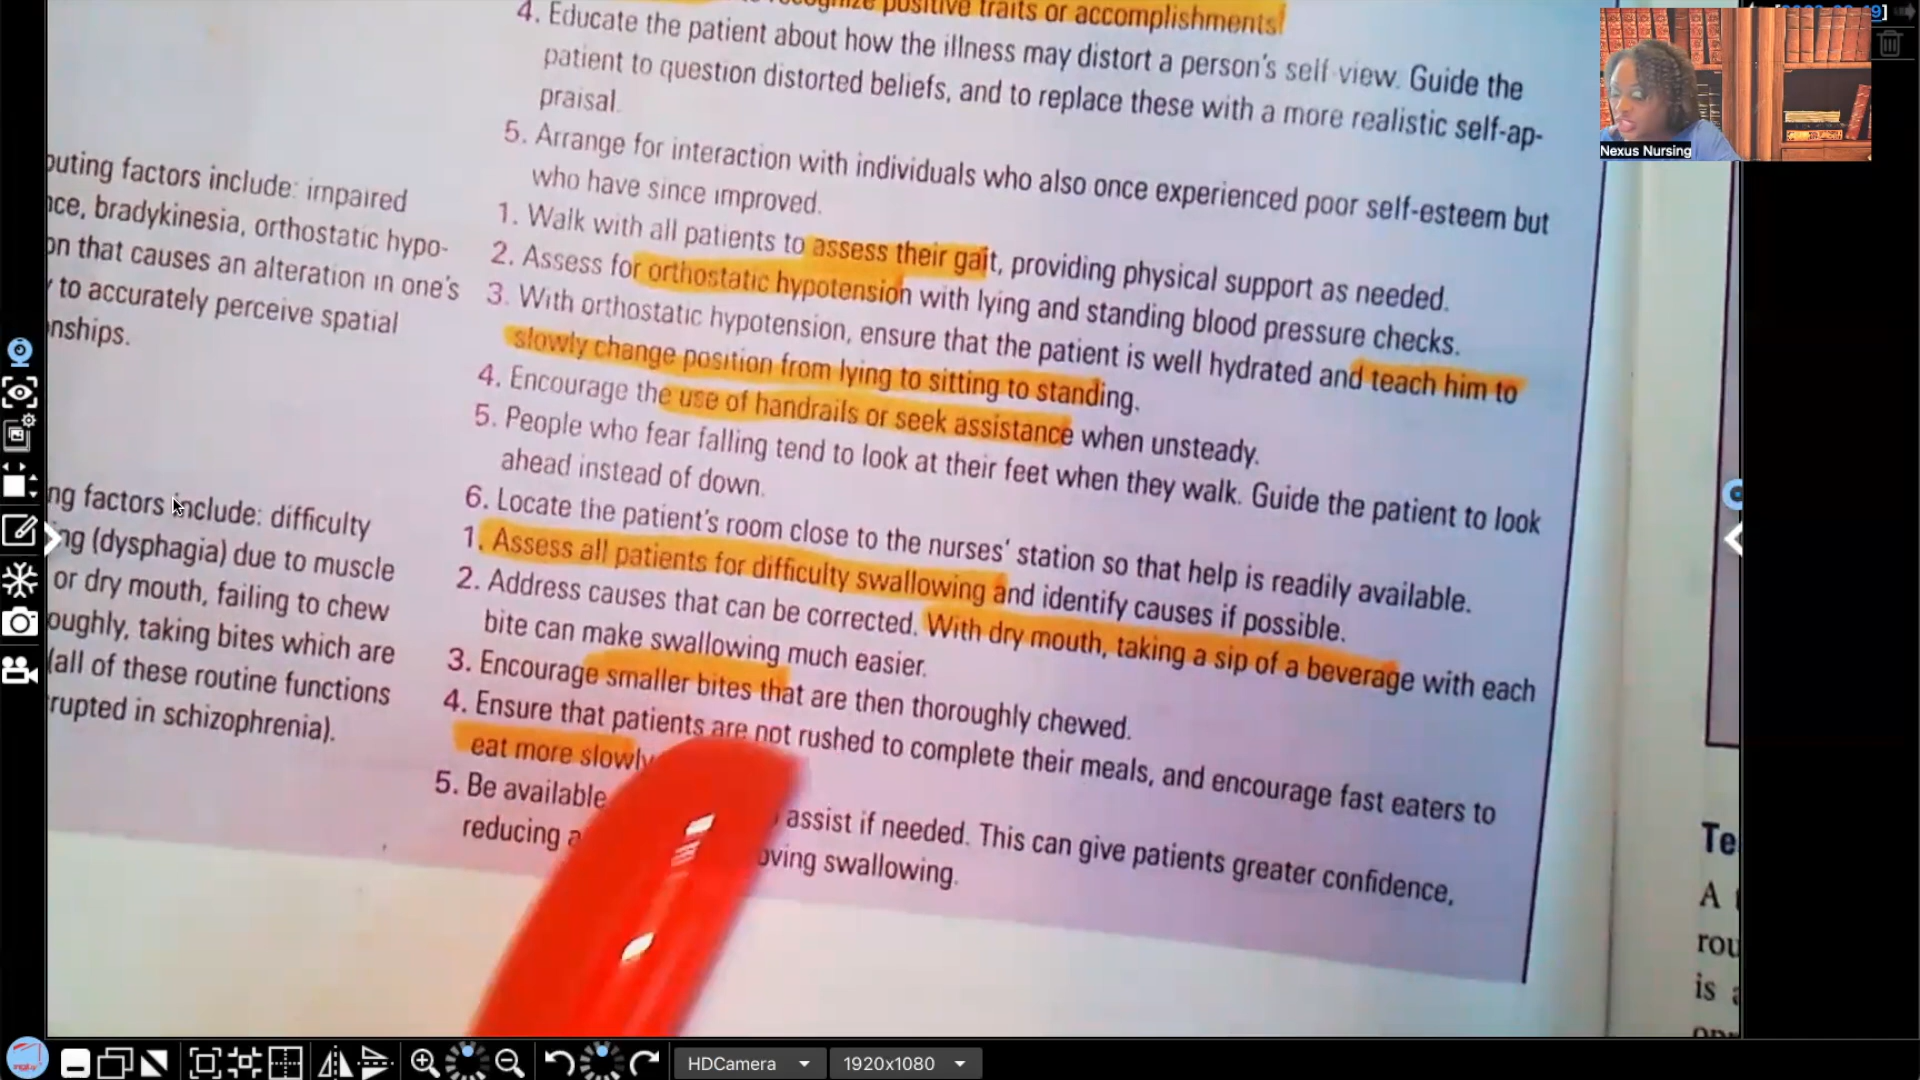 recognize positive traits or accomplishments!
4. Educate the patient about how the illness may distort a person's self-view. Guide the
patient to question distorted beliefs, and to replace these with a more realistic self-ap-
praisal.
5. Arrange for interaction with individuals who also once experienced poor self-esteem but
who have since improved.
uting factors include: impaired
nce, bradykinesia, orthostatic hypo-
on that causes an alteration in one's
to accurately perceive spatial
nships.
1. Walk with all patients to assess their gait, providing physical support as needed.
2. Assess for orthostatic hypotension with lying and standing blood pressure checks.
3. With orthostatic hypotension, ensure that the patient is well hydrated and teach him to
slowly change position from lying to sitting to standing.
4. Encourage the use of handrails or seek assistance when unsteady.
5. People who fear falling tend to look at their feet when they walk. Guide the patient to look
ahead instead of down.
6. Locate the patient's room close to the nurses' station so that help is readily available.
ng factors include: difficulty
ng (dysphagia) due to muscle
or dry mouth, failing to chew
oughly, taking bites which are
(all of these routine functions
rupted in schizophrenia).
1. Assess all patients for difficulty swallowing and identify causes if possible.
2. Address causes that can be corrected. With dry mouth, taking a sip of a beverage with each
bite can make swallowing much easier.
3. Encourage smaller bites that are then thoroughly chewed.
4. Ensure that patients are not rushed to complete their meals, and encourage fast eaters to
eat more slowly
5. Be available assist if needed. This can give patients greater confidence,
reducing a oving swallowing.
Te
A
rou
is a
Nexus Nursing
HDCamera
1920x1080